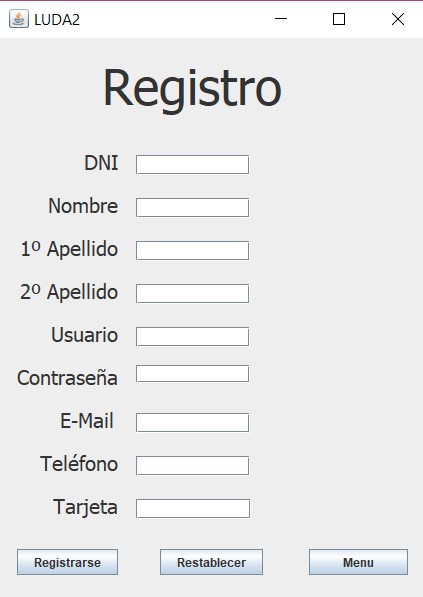 LUDA2
Registro
DNI
Nombre
1º Apellido
2º Apellido
Usuario
Contraseña
E-Mail
Teléfono
Tarjeta
Registrarse Restablecer Menu